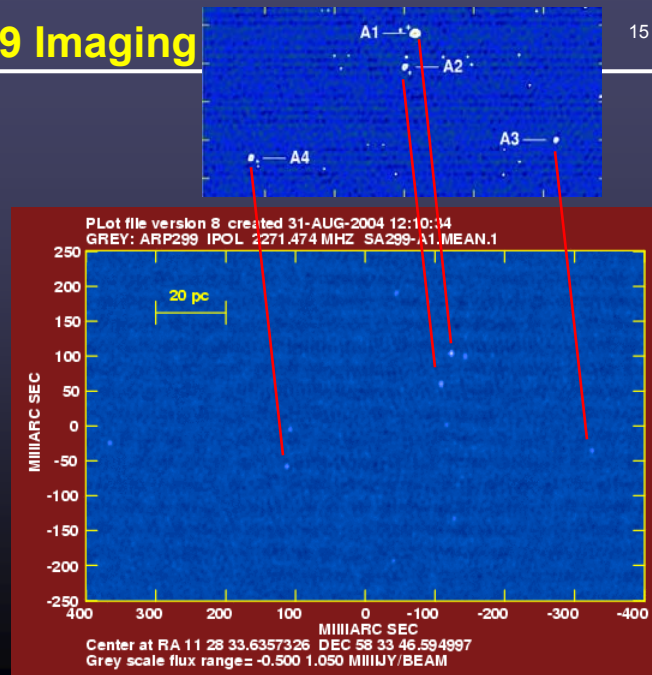 9 Imaging
15
A1
A2
A3
A4
PLot file version 8 created 31-AUG-2004 12:10:34
GREY: ARP299 IPOL 2271.474 MHZ SA299-A1.MEAN.1
250
200
150
100
50
0
-50
-100
-150
-200
-250
20 pc
MIllIARC SEC
400 300 200 100 0 -100 -200 -300 -400
MIllIARC SEC
Center at RA 11 28 33.6357326 DEC 58 33 46.594997
Grey scale flux range= -0.500 1.050 MIllIJY/BEAM